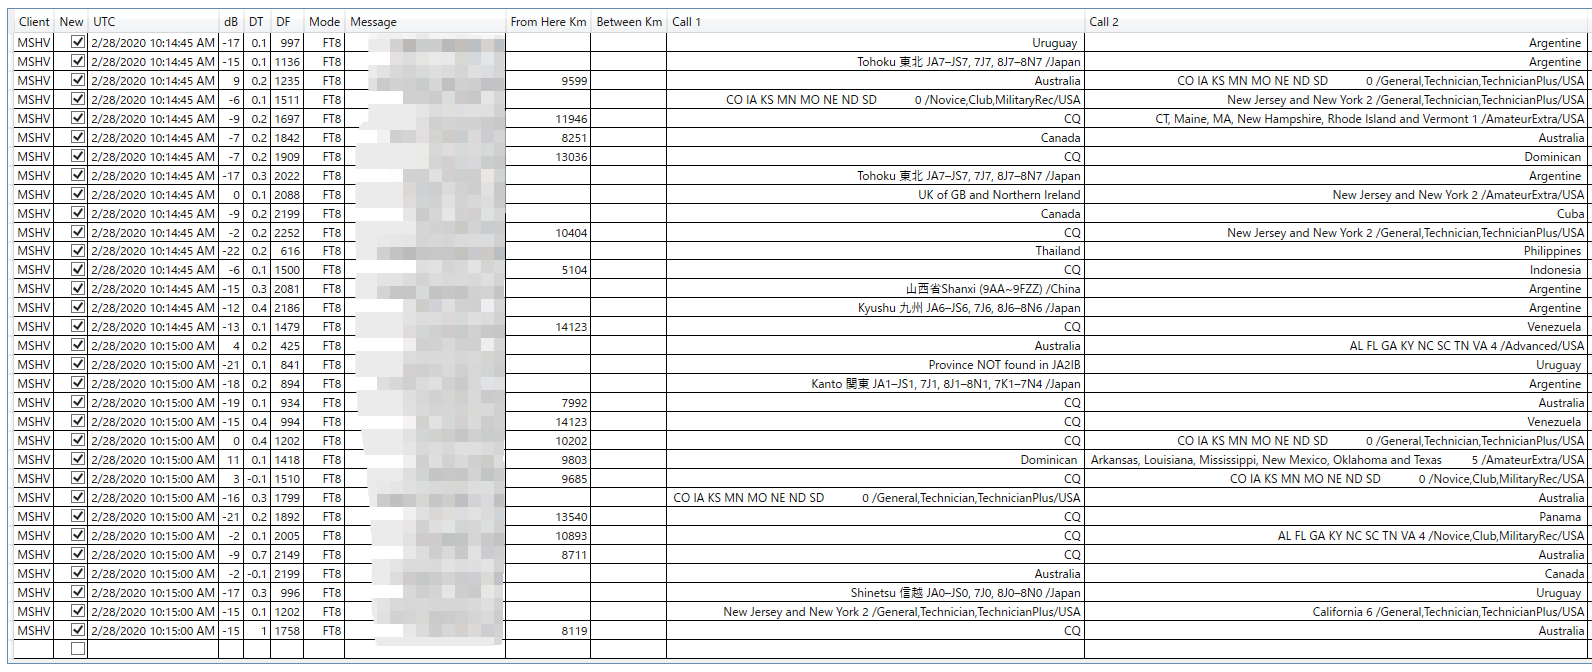 Client New UTC dB DT DF Mode Message From Here Km Between Km Call 1 Call 2
MSHV 2/28/2020 10:14:45 AM -17 0.1 997 FT8 Uruguay Argentine
MSHV 2/28/2020 10:14:45 AM -15 0.1 1136 FT8 Tohoku 東北 JA7–JS7, 7J7, 8J7–8N7 /Japan Argentine
MSHV 2/28/2020 10:14:45 AM 9 0.2 1235 FT8 9599 Australia CO IA KS MN MO NE ND SD 0 /General,Technician,TechnicianPlus/USA
MSHV 2/28/2020 10:14:45 AM -6 0.1 1511 FT8 CO IA KS MN MO NE ND SD 0 /Novice,Club,MilitaryRec/USA New Jersey and New York 2 /General,Technician,TechnicianPlus/USA
MSHV 2/28/2020 10:14:45 AM -9 0.2 1697 FT8 11946 CQ CT, Maine, MA, New Hampshire, Rhode Island and Vermont 1 /AmateurExtra/USA
MSHV 2/28/2020 10:14:45 AM -7 0.2 1842 FT8 8251 Canada Australia
MSHV 2/28/2020 10:14:45 AM -7 0.2 1909 FT8 13036 CQ Dominican
MSHV 2/28/2020 10:14:45 AM -17 0.3 2022 FT8 Tohoku 東北 JA7–JS7, 7J7, 8J7–8N7 /Japan Argentine
MSHV 2/28/2020 10:14:45 AM 0 0.1 2088 FT8 UK of GB and Northern Ireland New Jersey and New York 2 /AmateurExtra/USA
MSHV 2/28/2020 10:14:45 AM -9 0.2 2199 FT8 Canada Cuba
MSHV 2/28/2020 10:14:45 AM -2 0.2 2252 FT8 10404 CQ New Jersey and New York 2 /General,Technician,TechnicianPlus/USA
MSHV 2/28/2020 10:14:45 AM -22 0.2 616 FT8 Thailand Philippines
MSHV 2/28/2020 10:14:45 AM -6 0.1 1500 FT8 5104 CQ Indonesia
MSHV 2/28/2020 10:14:45 AM -15 0.3 2081 FT8 山西省Shanxi (9AA~9FZZ) /China Argentine
MSHV 2/28/2020 10:14:45 AM -12 0.4 2186 FT8 Kyushu 九州 JA6–JS6, 7J6, 8J6–8N6 /Japan Argentine
MSHV 2/28/2020 10:14:45 AM -13 0.1 1479 FT8 14123 CQ Venezuela
MSHV 2/28/2020 10:15:00 AM 4 0.2 425 FT8 Australia AL FL GA KY NC SC TN VA 4 /Advanced/USA
MSHV 2/28/2020 10:15:00 AM -21 0.1 841 FT8 Province NOT found in JA2IB Uruguay
MSHV 2/28/2020 10:15:00 AM -18 0.2 894 FT8 Kanto 関東 JA1–JS1, 7J1, 8J1–8N1, 7K1–7N4 /Japan Argentine
MSHV 2/28/2020 10:15:00 AM -19 0.1 934 FT8 7992 CQ Australia
MSHV 2/28/2020 10:15:00 AM -15 0.4 994 FT8 14123 CQ Venezuela
MSHV 2/28/2020 10:15:00 AM 0 0.4 1202 FT8 10202 CQ CO IA KS MN MO NE ND SD 0 /General,Technician,TechnicianPlus/USA
MSHV 2/28/2020 10:15:00 AM 11 0.1 1418 FT8 9803 Dominican Arkansas, Louisiana, Mississippi, New Mexico, Oklahoma and Texas 5 /AmateurExtra/USA
MSHV 2/28/2020 10:15:00 AM 3 -0.1 1510 FT8 9685 CQ CO IA KS MN MO NE ND SD 0 /Novice,Club,MilitaryRec/USA
MSHV 2/28/2020 10:15:00 AM -16 0.3 1799 FT8 CO IA KS MN MO NE ND SD 0 /General,Technician,TechnicianPlus/USA Australia
MSHV 2/28/2020 10:15:00 AM -21 0.2 1892 FT8 13540 CQ Panama
MSHV 2/28/2020 10:15:00 AM -2 0.1 2005 FT8 10893 CQ AL FL GA KY NC SC TN VA 4 /Novice,Club,MilitaryRec/USA
MSHV 2/28/2020 10:15:00 AM -9 0.7 2149 FT8 8711 CQ Australia
MSHV 2/28/2020 10:15:00 AM -2 -0.1 2199 FT8 Australia Canada
MSHV 2/28/2020 10:15:00 AM -17 0.3 996 FT8 Shinetsu 信越 JA0–JS0, 7J0, 8J0–8N0 /Japan Uruguay
MSHV 2/28/2020 10:15:00 AM -15 0.1 1202 FT8 New Jersey and New York 2 /General,Technician,TechnicianPlus/USA California 6 /General,Technician,TechnicianPlus/USA
MSHV 2/28/2020 10:15:00 AM -15 1 1758 FT8 8119 CQ Australia